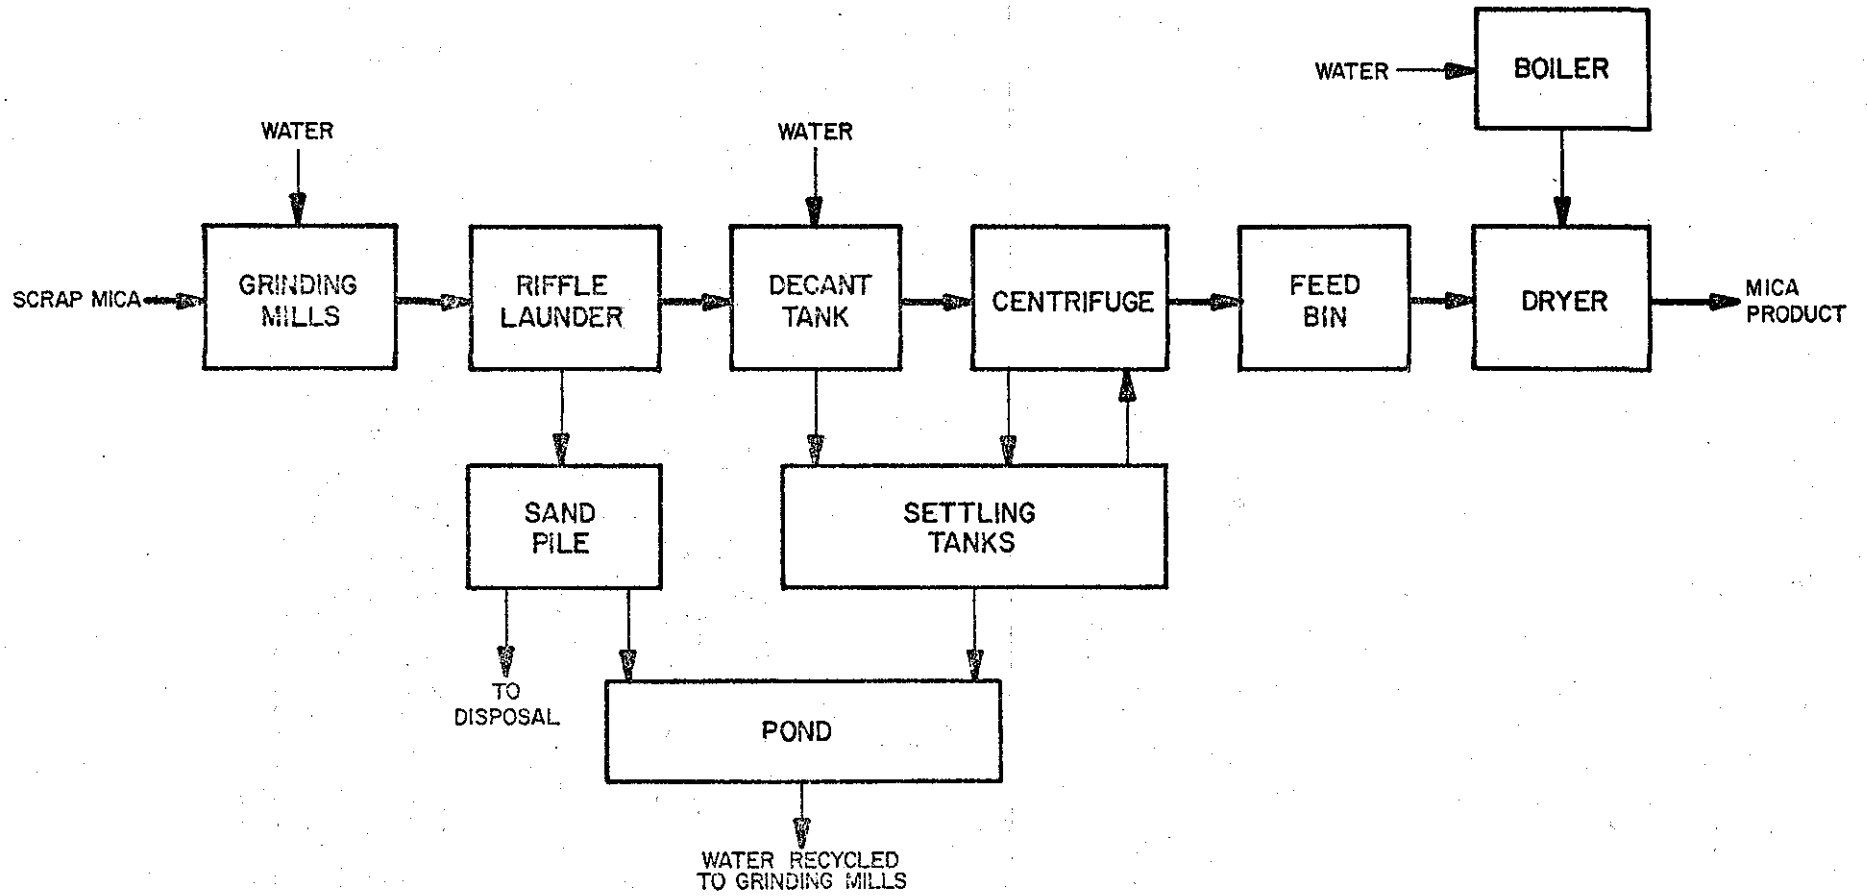 WATER
BOILER
WATER
WATER
SCRAP MICA
GRINDING
MILLS
RIFFLE
LAUNDER
DECANT
TANK
CENTRIFUGE
FEED
BIN
DRYER
MICA
PRODUCT
SAND
PILE
SETTLING
TANKS
TO
DISPOSAL
POND
WATER RECYCLED
TO GRINDING MILLS